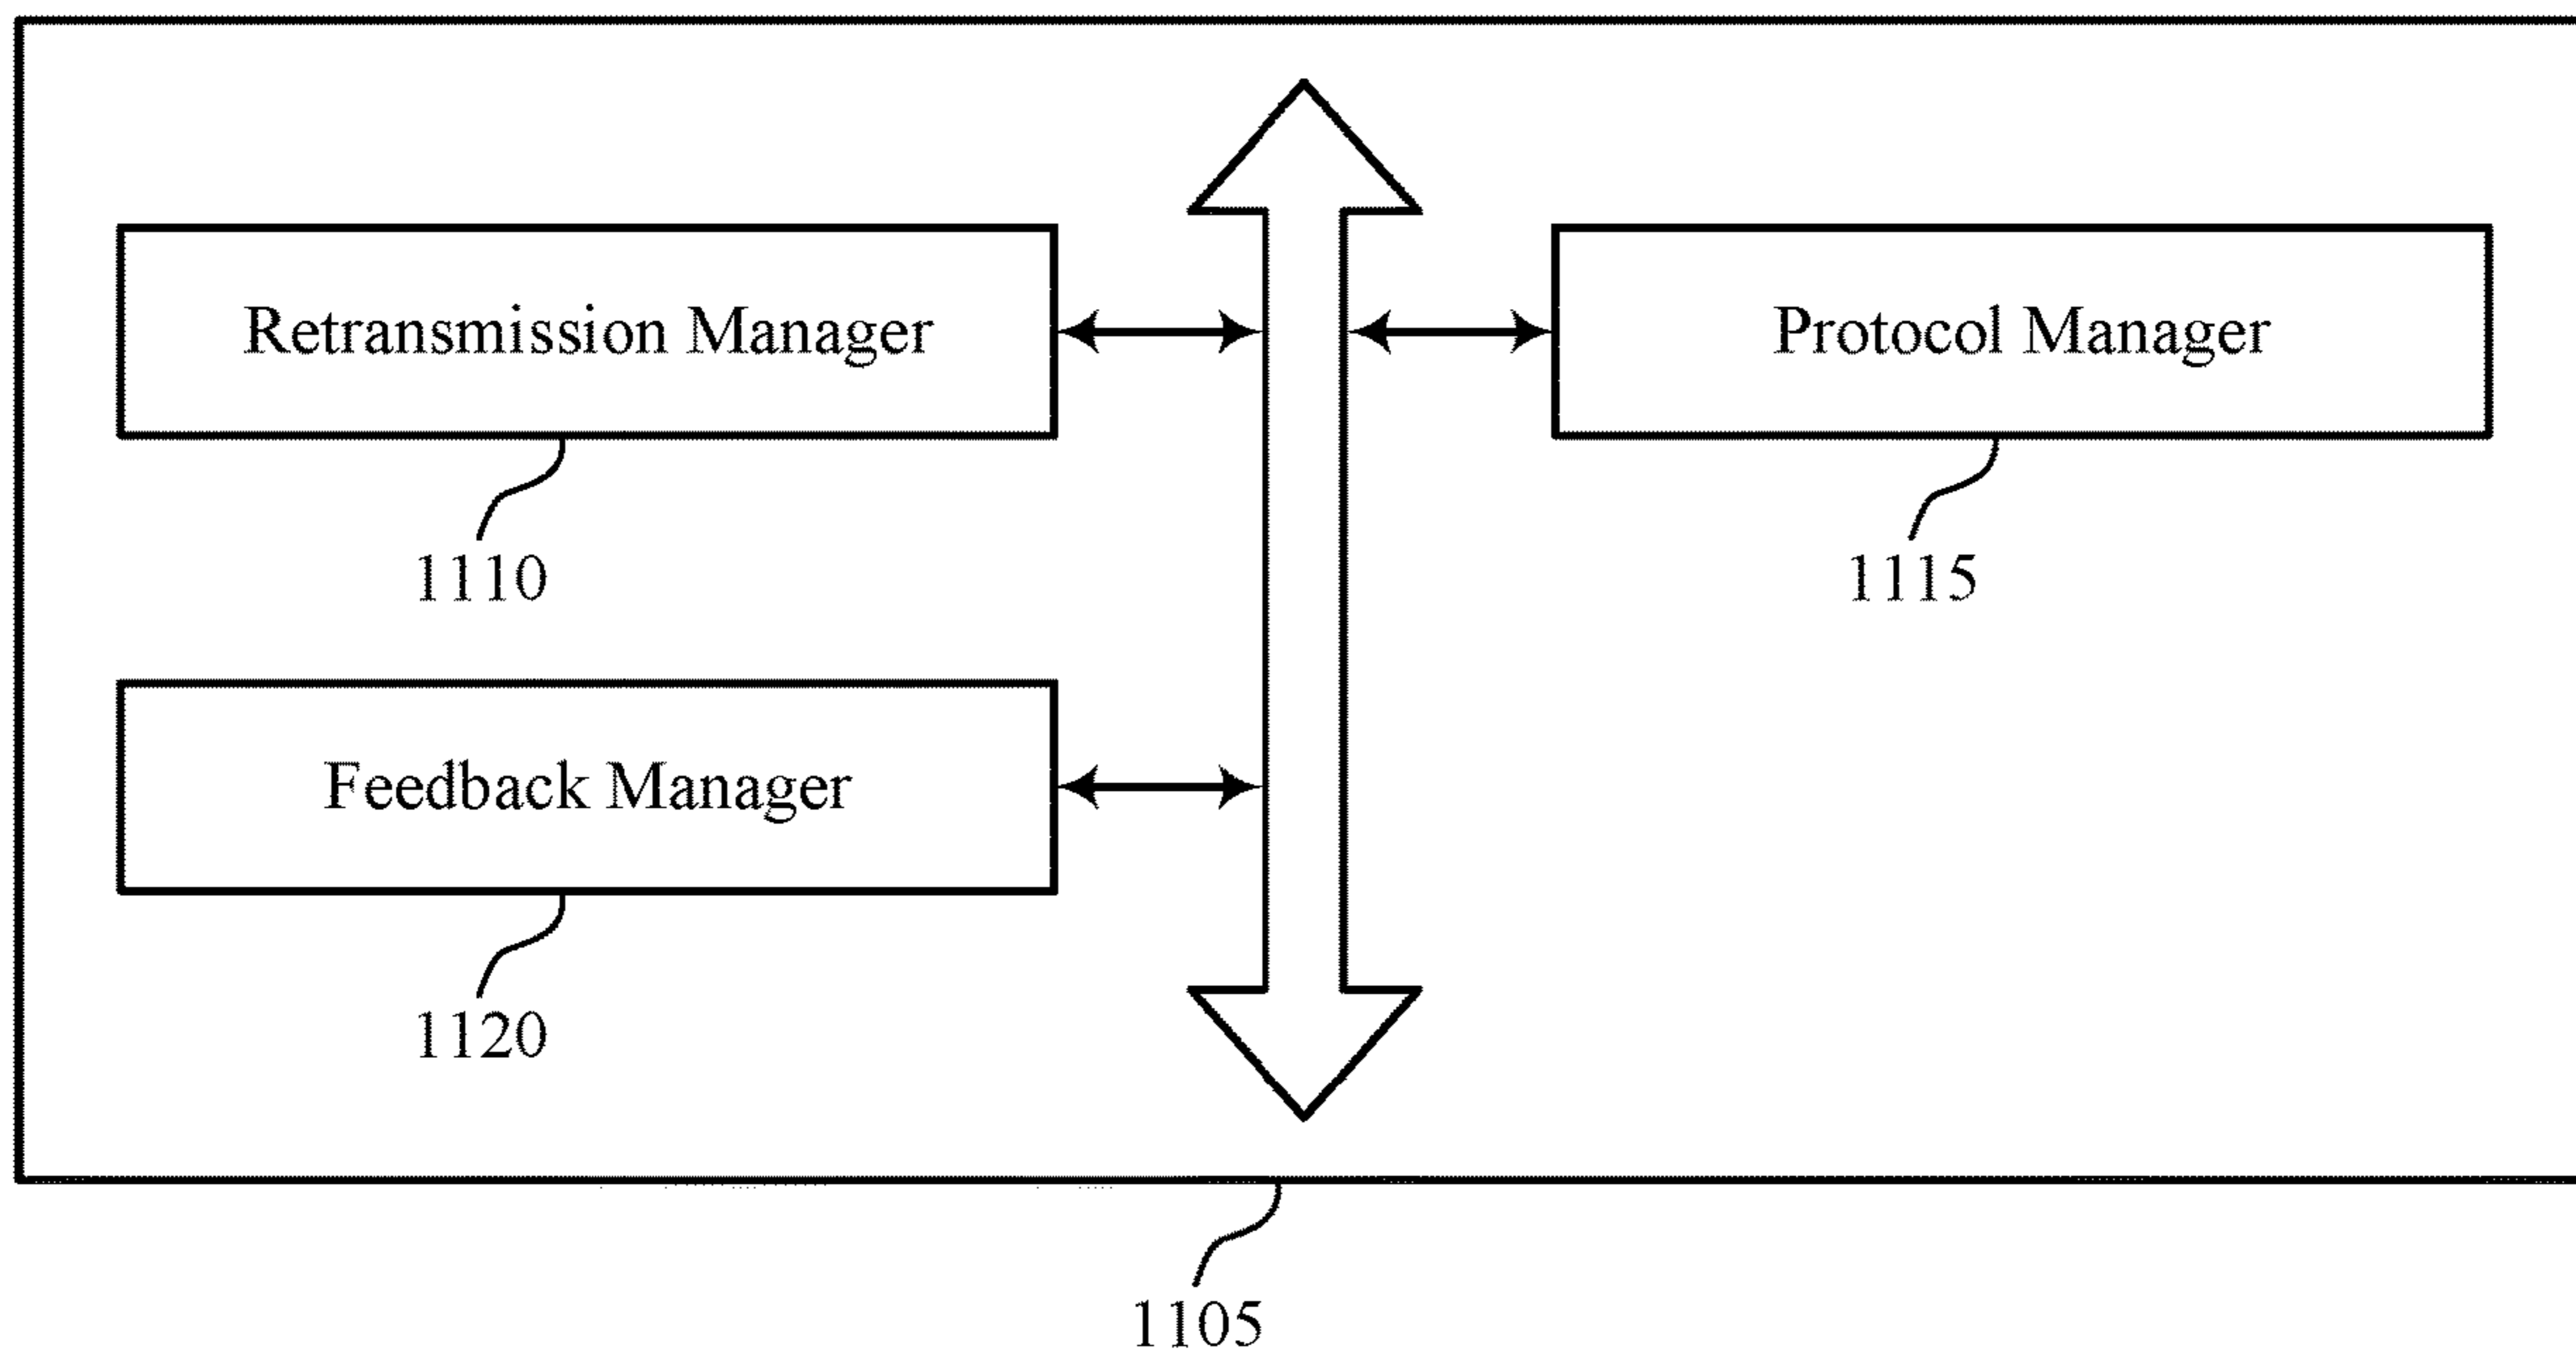 Retransmission Manager
Protocol Manager
1110
1115
Feedback Manager
1120
1105